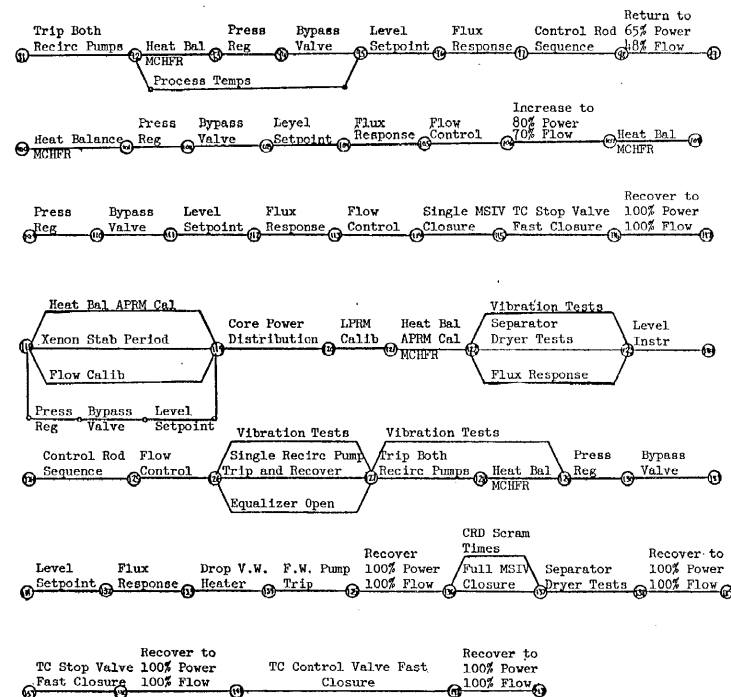 Trip Both
Recirc Pumps
Heat Bal
MCHFR
Press
Reg
Bypass
Valve
Process Temps
Level
Setpoint
Flux
Response
Control Rod
Sequence
Return to
65% Power
48% Flow
Heat Balance
MCHFR
Press
Reg
Bypass
Valve
Level
Setpoint
Flux
Response
Flow
Control
Increase to
80% Power
70% Flow
Heat Bal
MCHFR
Press
Reg
Bypass
Valve
Level
Setpoint
Flux
Response
Flow
Control
Single MSIV
Closure
TC Stop Valve
Fast Closure
Recover to
100% Power
100% Flow
Heat Bal APRM Cal
Xenon Stab Period
Flow Calib
Press
Reg
Bypass
Valve
Level
Setpoint
Core Power
Distribution
LPRM
Calib
Heat Bal
APRM Cal
MCHFR
Vibration Tests
Separator
Dryer Tests
Flux Response
Level
Instr
Control Rod
Sequence
Flow
Control
Vibration Tests
Single Recirc Pump
Trip and Recover
Equalizer Open
Vibration Tests
Trip Both
Recirc Pumps
Heat Bal
MCHFR
Press
Reg
Bypass
Valve
Level
Setpoint
Flux
Response
Drop V.W.
Heater
F.W. Pump
Trip
Recover
100% Power
100% Flow
CRD Scram
Times
Full MSIV
Closure
Separator
Dryer Tests
Recover to
100% Power
100% Flow
TC Stop Valve
Fast Closure
Recover to
100% Power
100% Flow
TC Control Valve Fast
Closure
Recover to
100% Power
100% Flow